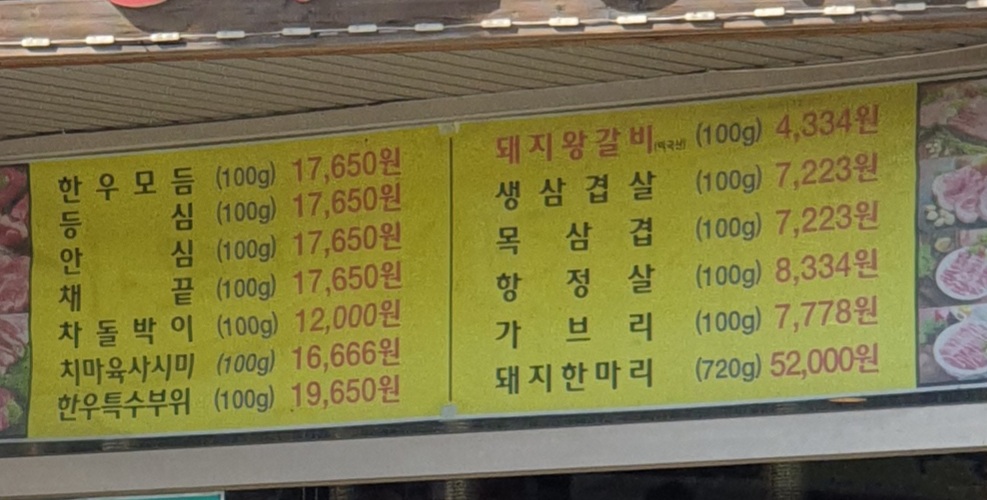 한우모듬 (100g) 17,650원
등심 (100g) 17,650원
안심 (100g) 17,650원
채끝 (100g) 17,650원
차돌박이 (100g) 12,000원
치마육사시미 (100g) 16,666원
한우특수부위 (100g) 19,650원
돼지왕갈비 (100g) 4,334원
생삼겹살 (100g) 7,223원
목삼겹 (100g) 7,223원
항정살 (100g) 8,334원
가브리 (100g) 7,778원
돼지한마리 (720g) 52,000원